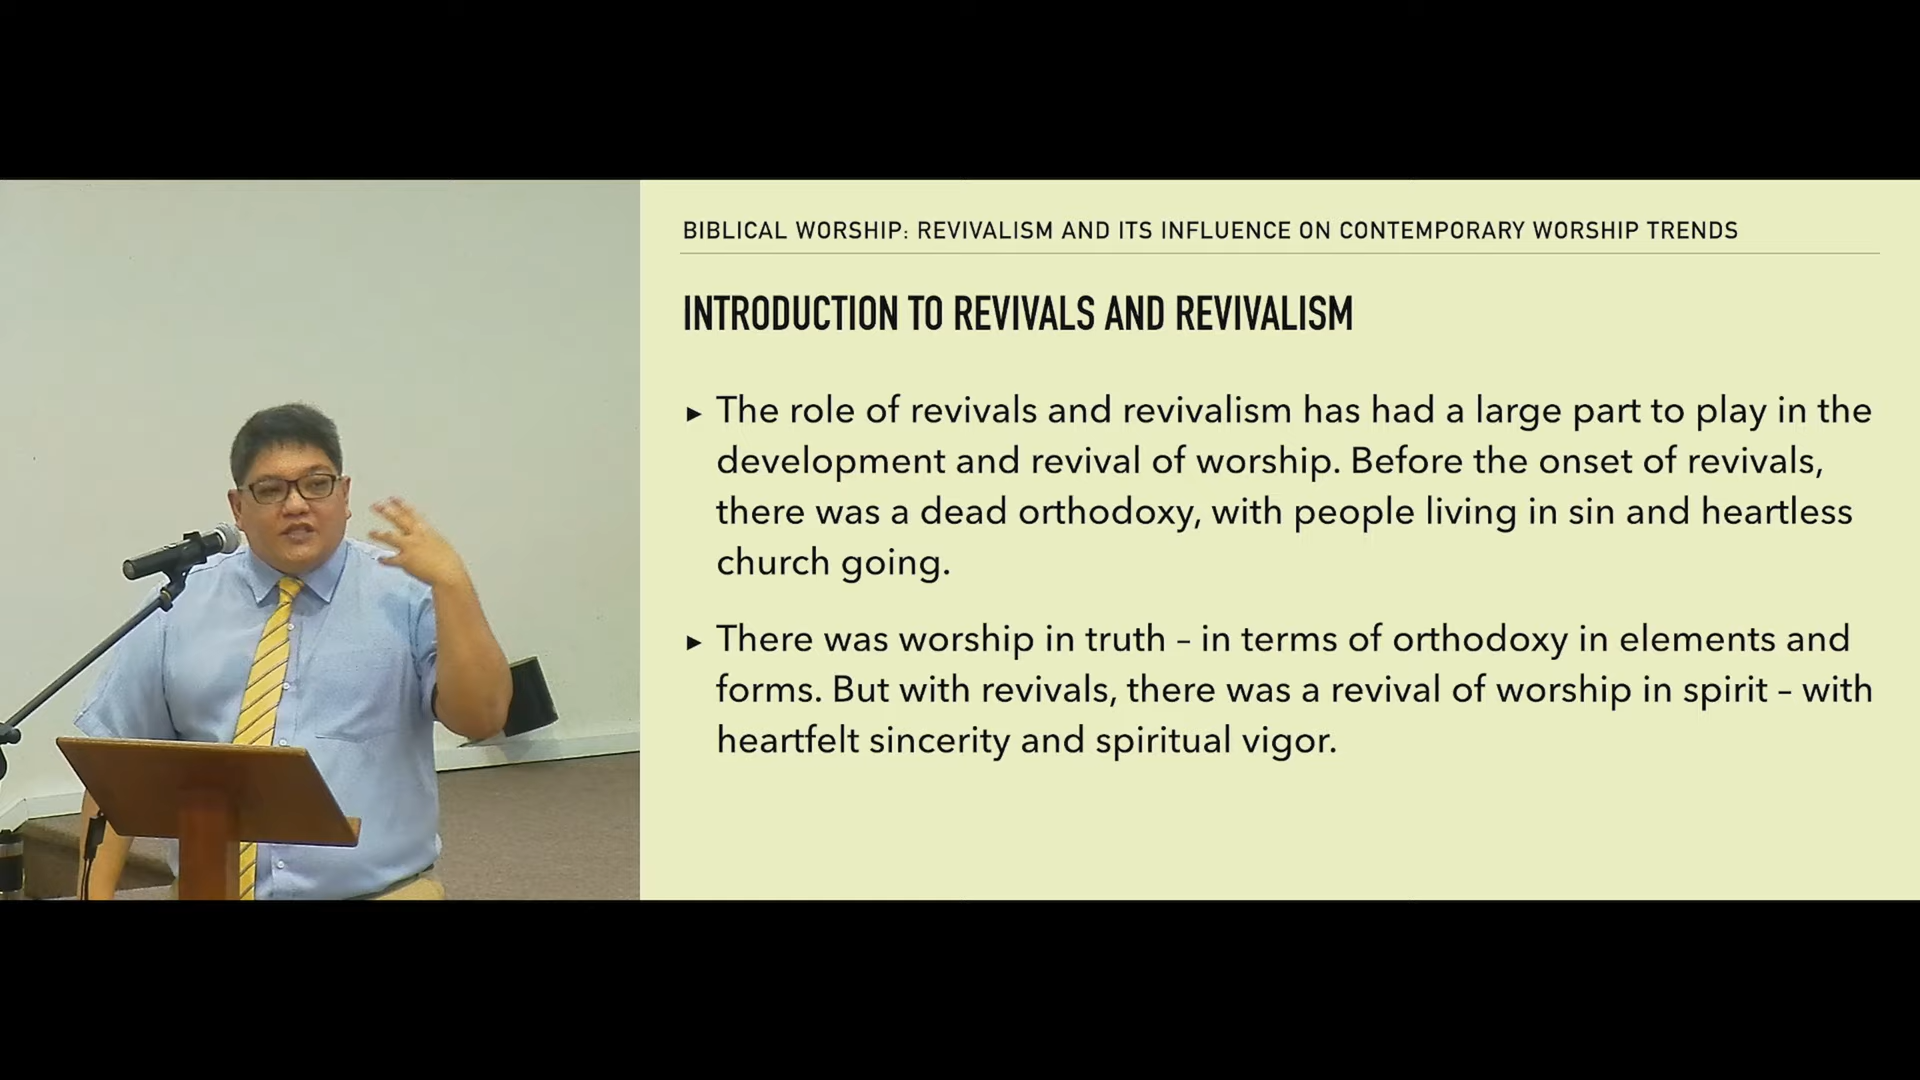 BIBLICAL WORSHIP: REVIVALISM AND ITS INFLUENCE ON CONTEMPORARY WORSHIP TRENDS
INTRODUCTION TO REVIVALS AND REVIVALISM
▸ The role of revivals and revivalism has had a large part to play in the
development and revival of worship. Before the onset of revivals,
there was a dead orthodoxy, with people living in sin and heartless
church going.
▸ There was worship in truth – in terms of orthodoxy in elements and
forms. But with revivals, there was a revival of worship in spirit – with
heartfelt sincerity and spiritual vigor.